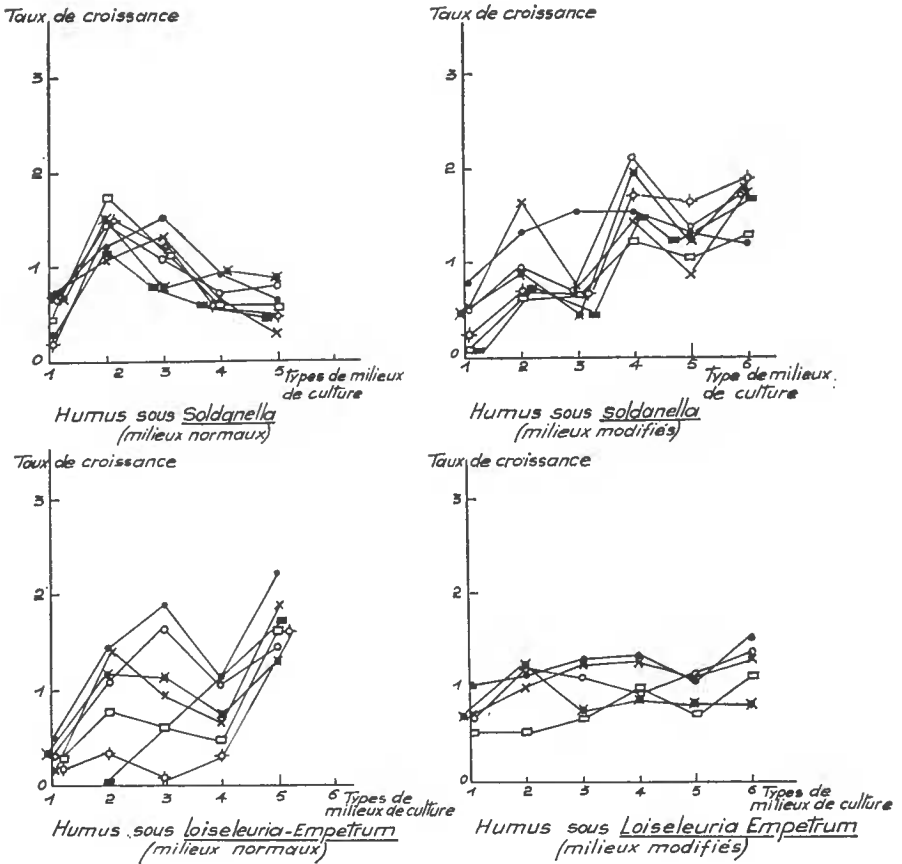 Taux de croissance
3
2
1
0
1 2 3 4 5
Types de milieux
de culture
Humus sous Soldanella
(milieux normaux)
Taux de croissance
3
2
1
0
1 2 3 4 5 6
Type de milieux
de culture
Humus sous soldanella
(milieux modifiés)
Taux de croissance
3
2
1
0
1 2 3 4 5 6
Types de
milieux de culture
Humus sous Loiseleuria-Empetrum
(milieux normaux)
Taux de croissance
3
2
1
0
1 2 3 4 5 6
Types de
milieux de culture
Humus sous Loiseleuria Empetrum
(milieux modifiés)